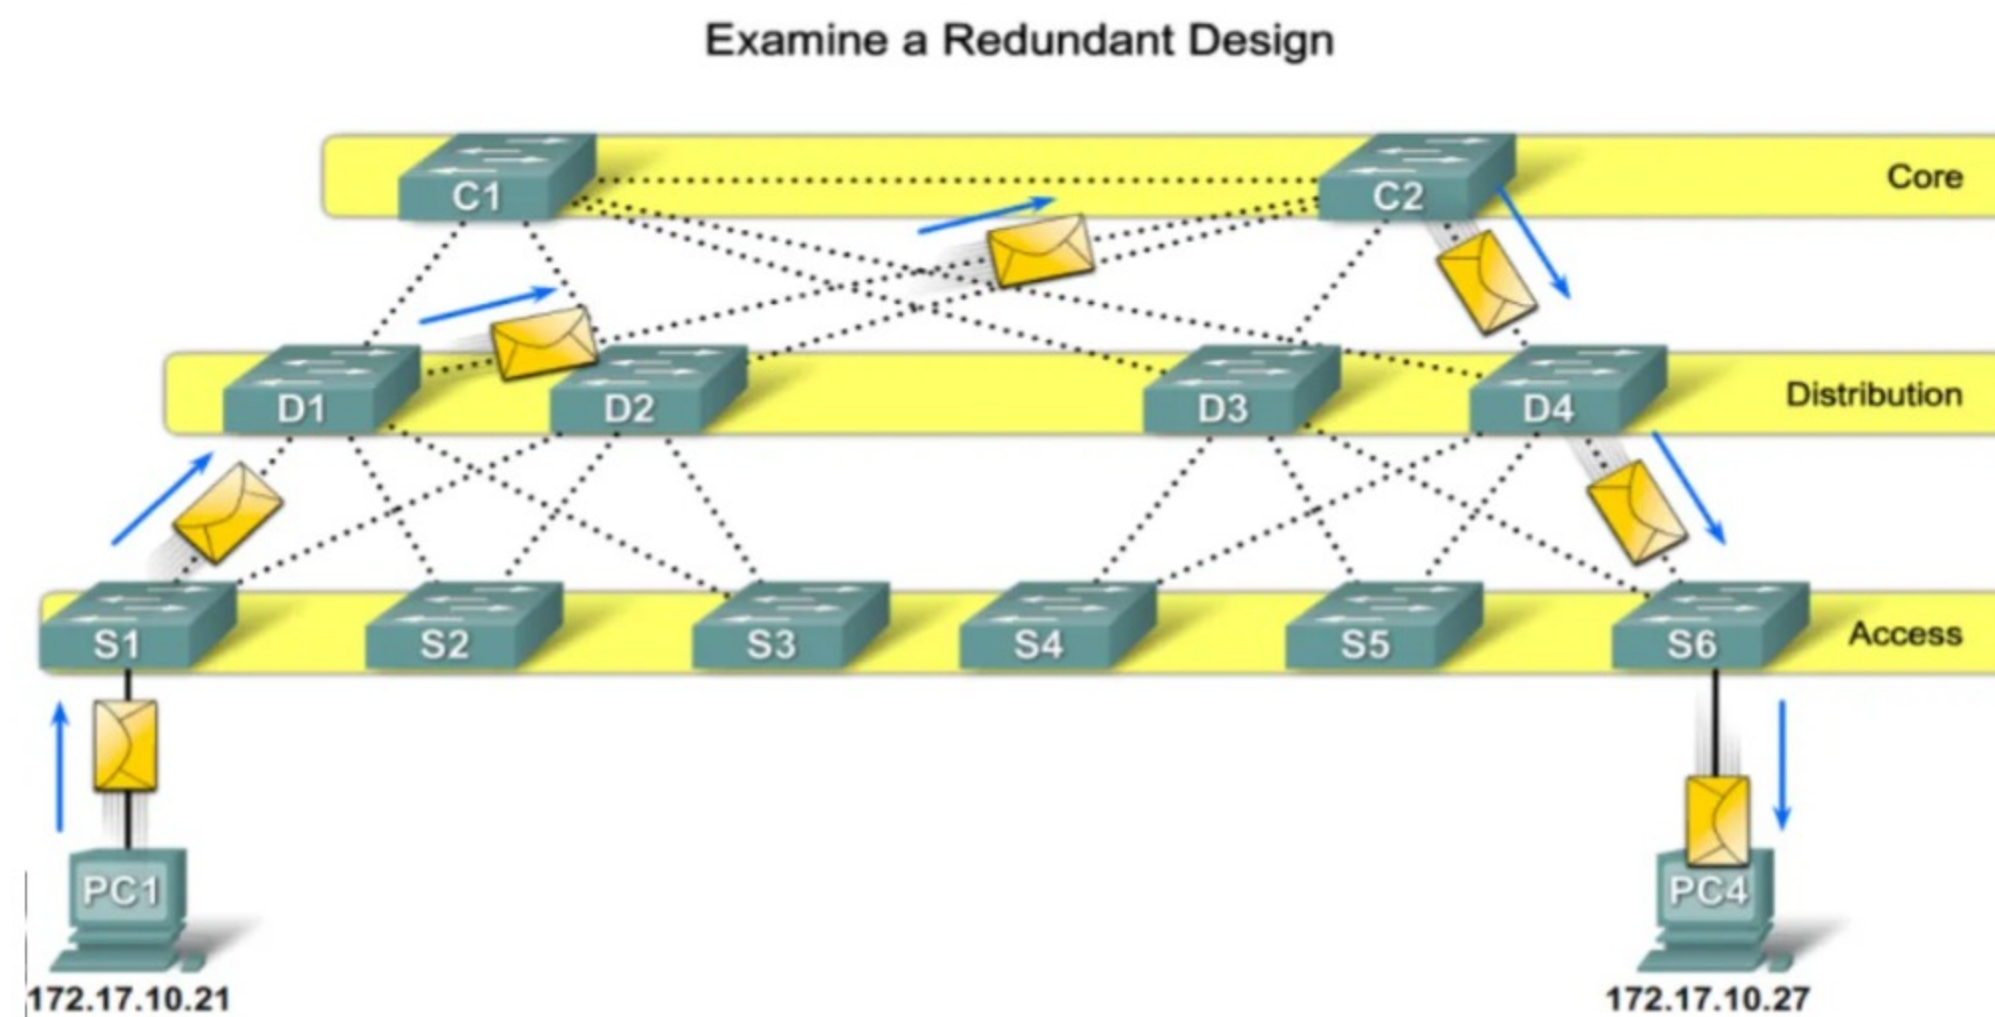 Examine a Redundant Design
C1
C2
Core
D1
D2
D3
D4
Distribution
S1
S2
S3
S4
S5
S6
Access
PC1
PC4
172.17.10.21
172.17.10.27